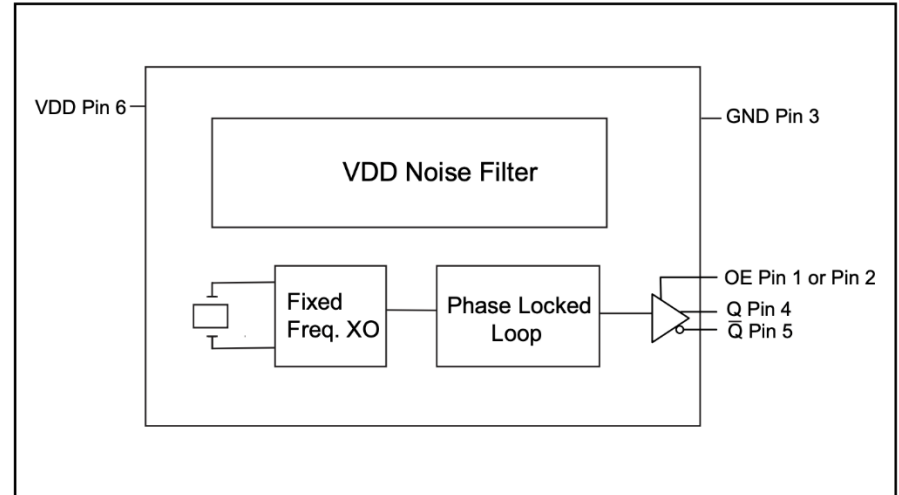 VDD Pin 6
GND Pin 3
VDD Noise Filter
OE Pin 1 or Pin 2
Fixed
Freq. XO
Phase Locked
Loop
Q Pin 4
Q̅ Pin 5